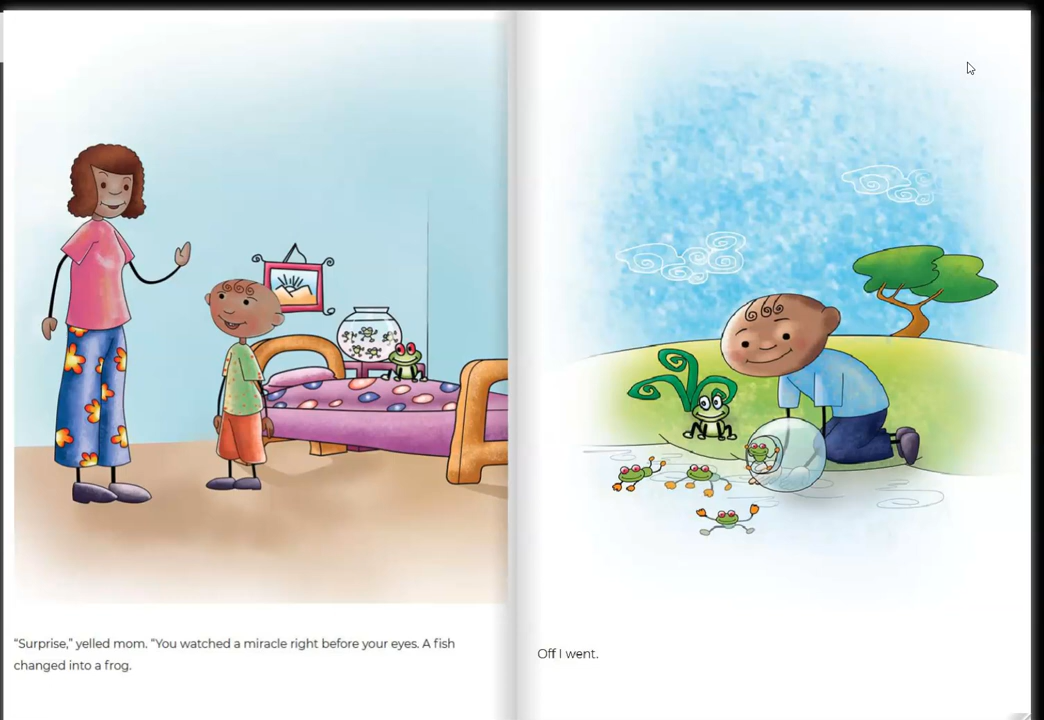 “Surprise,” yelled mom. “You watched a miracle right before your eyes. A fish
changed into a frog.
Off I went.